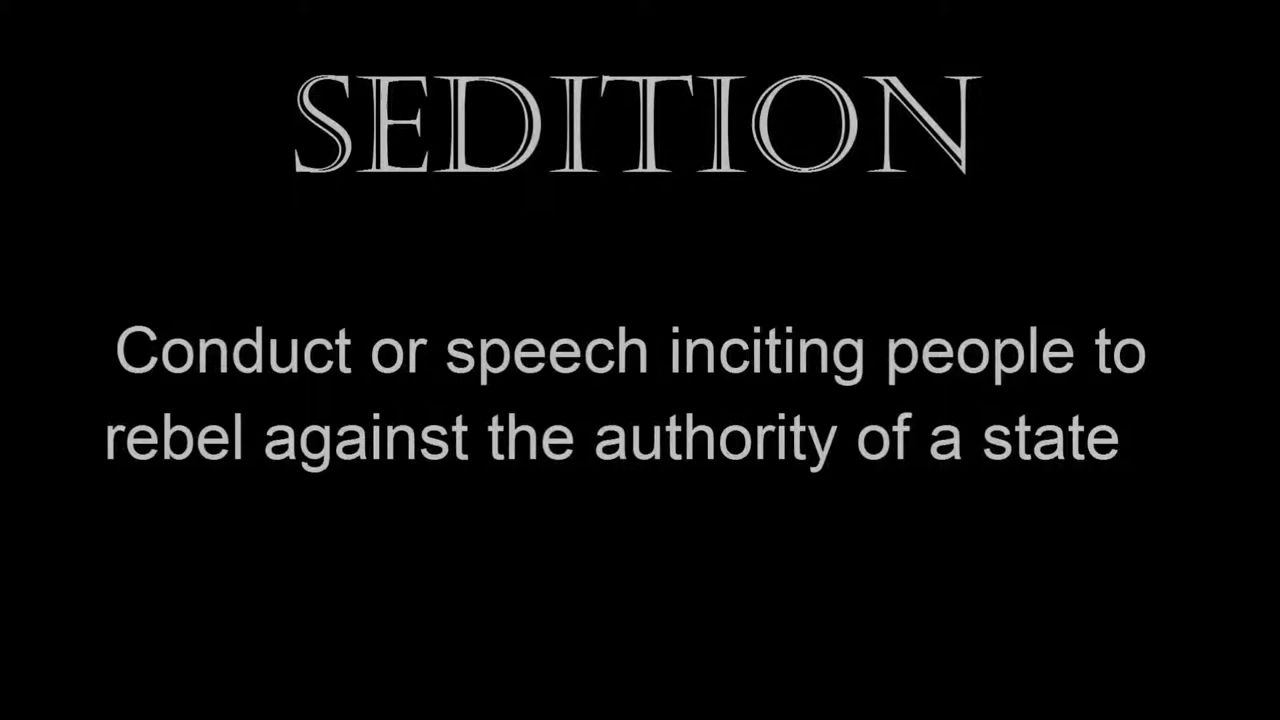 SEDITION
Conduct or speech inciting people to
rebel against the authority of a state